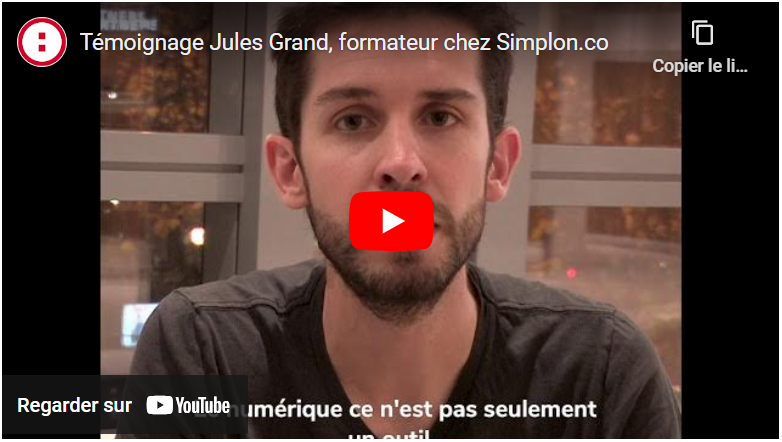 Témoignage Jules Grand, formateur chez Simplon.co
Copier le li...
Regarder sur YouTube
numérique ce n'est pas seulement
un outil